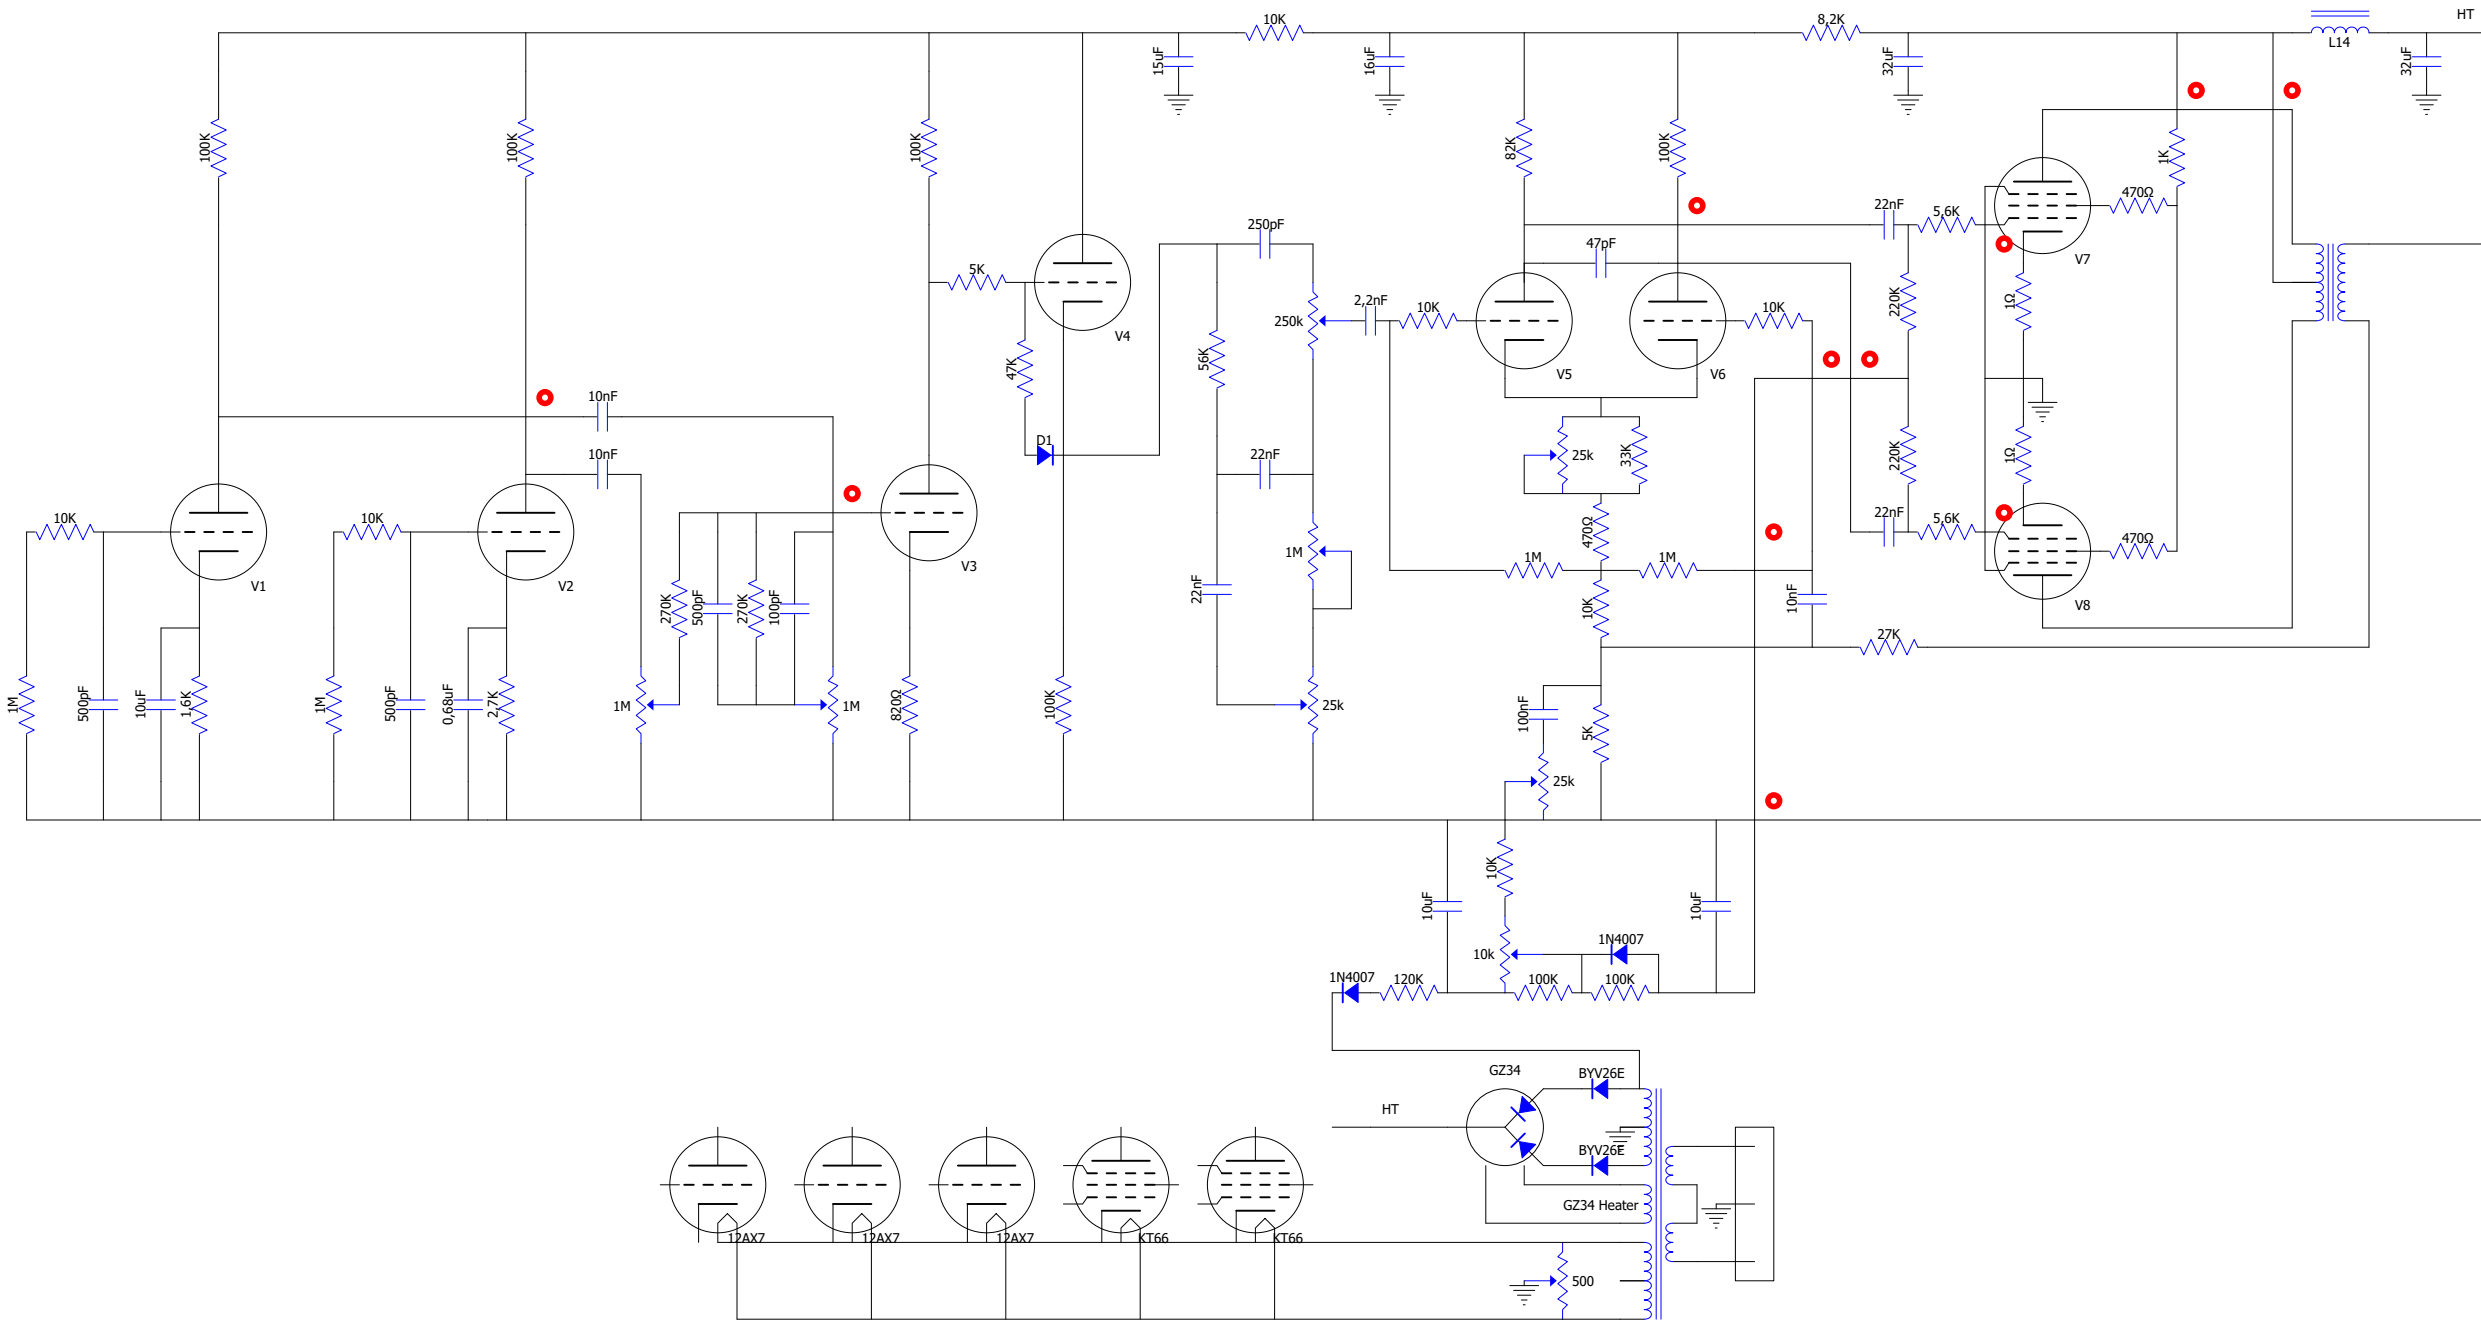 10K
8,2K
HT
L14
15uF
16uF
32uF
32uF
100K
100K
100K
82K
100K
1K
470Ω
22nF
5,6K
250pF
47pF
5K
V7
V4
1Ω
220K
2,2nF
10K
10K
250k
56K
47K
V5
V6
10nF
D1
10nF
22nF
25k
33K
220K
1Ω
10K
10K
22nF
5,6K
470Ω
470Ω
1M
1M
1M
V1
V2
V3
22nF
270K
500pF
270K
100pF
10K
10nF
V8
27K
1M
500pF
10uF
1,6K
1M
500pF
0,68uF
2,7K
1M
1M
820Ω
100K
25k
100nF
5K
25k
10K
10uF
10uF
10k
1N4007
1N4007
120K
100K
100K
GZ34
BYV26E
HT
BYV26E
GZ34 Heater
12AX7
12AX7
12AX7
KT66
KT66
500